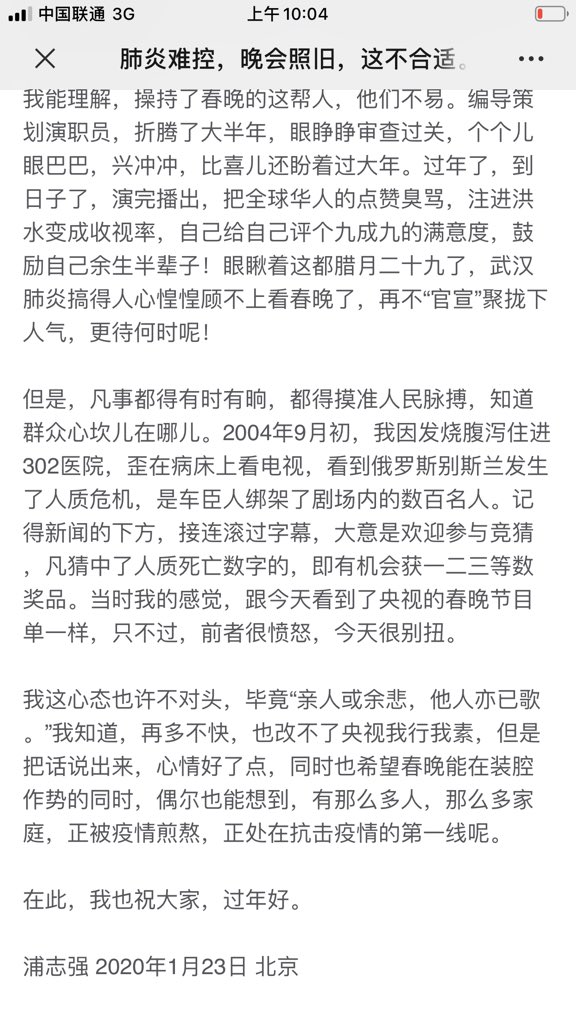 中国联通 3G 上午10:04
肺炎难控，晚会照旧，这不合适。
我能理解，操持了春晚的这帮人，他们不易。编导策
划演职员，折腾了大半年，眼睁睁审查过关，个个儿
眼巴巴，兴冲冲，比喜儿还盼着过大年。过年了，到
日子了，演完播出，把全球华人的点赞臭骂，注进洪
水变成收视率，自己给自己评个九成九的满意度，鼓
励自己余生半辈子！眼瞅着这都腊月二十九了，武汉
肺炎搞得人心惶惶顾不上看春晚了，再不“官宣”聚拢下
人气，更待何时呢！
但是，凡事都得有时有晌，都得摸准人民脉搏，知道
群众心坎儿在哪儿。2004年9月初，我因发烧腹泻住进
302医院，歪在病床上看电视，看到俄罗斯别斯兰发生
了人质危机，是车臣人绑架了剧场内的数百名人。记
得新闻的下方，接连滚过字幕，大意是欢迎参与竞猜
，凡猜中了人质死亡数字的，即有机会获一二三等数
奖品。当时我的感觉，跟今天看到了央视的春晚节目
单一样，只不过，前者很愤怒，今天很别扭。
我这心态也许不对头，毕竟“亲人或余悲，他人亦已歌
。”我知道，再多不快，也改不了央视我行我素，但是
把话说出来，心情好了点，同时也希望春晚能在装腔
作势的同时，偶尔也能想到，有那么多人，那么多家
庭，正被疫情煎熬，正处在抗击疫情的第一线呢。
在此，我也祝大家，过年好。
浦志强 2020年1月23日 北京